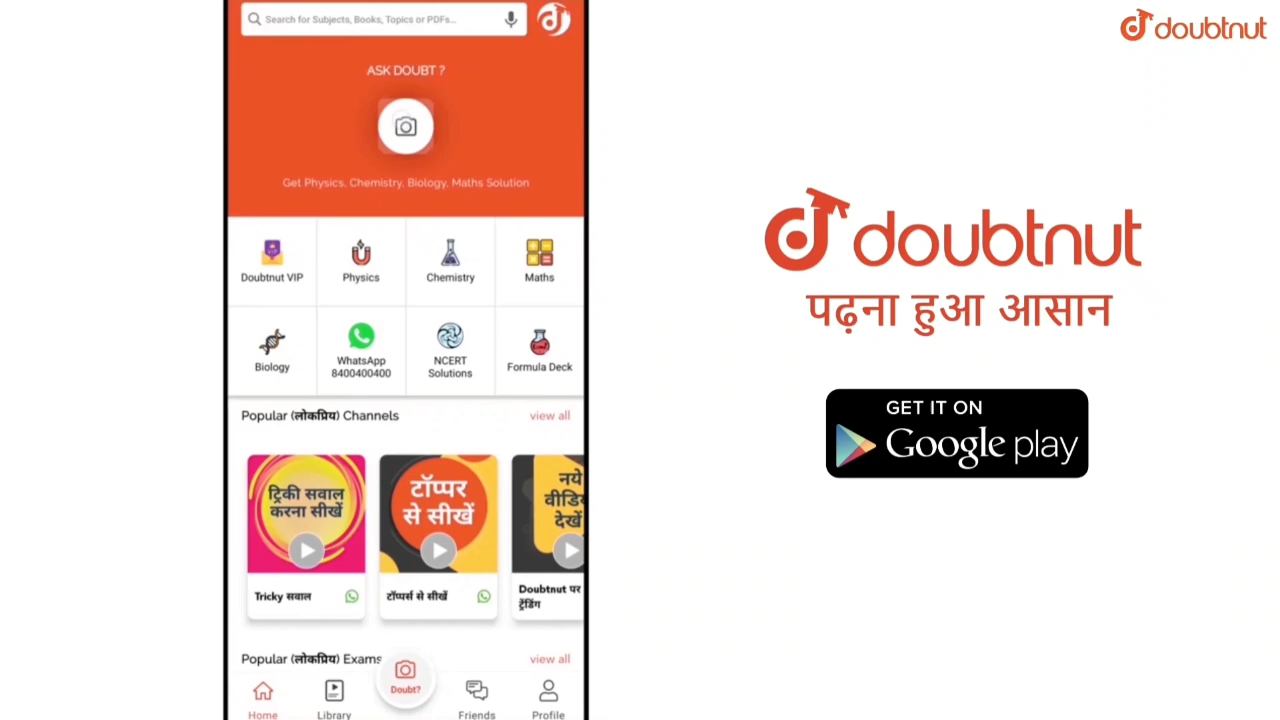 Search for Subjects, Books, Topics or PDFs...
doubtnut
ASK DOUBT ?
Get Physics, Chemistry, Biology, Maths Solution
VIP
Doubtnut VIP
Physics
Chemistry
Maths
Biology
WhatsApp
8400400400
NCERT
Solutions
Formula Deck
Popular (लोकप्रिय) Channels
view all
ट्रिकी सवाल
करना सीखें
टॉप्पर
से सीखें
नये
वीडि
देखें
Tricky सवाल
टॉप्पर्स से सीखें
Doubtnut पर
ट्रेंडिंग
Popular (लोकप्रिय) Exams
view all
Doubt?
Home
Library
Friends
Profile
doubtnut
पढ़ना हुआ आसान
GET IT ON
Google play